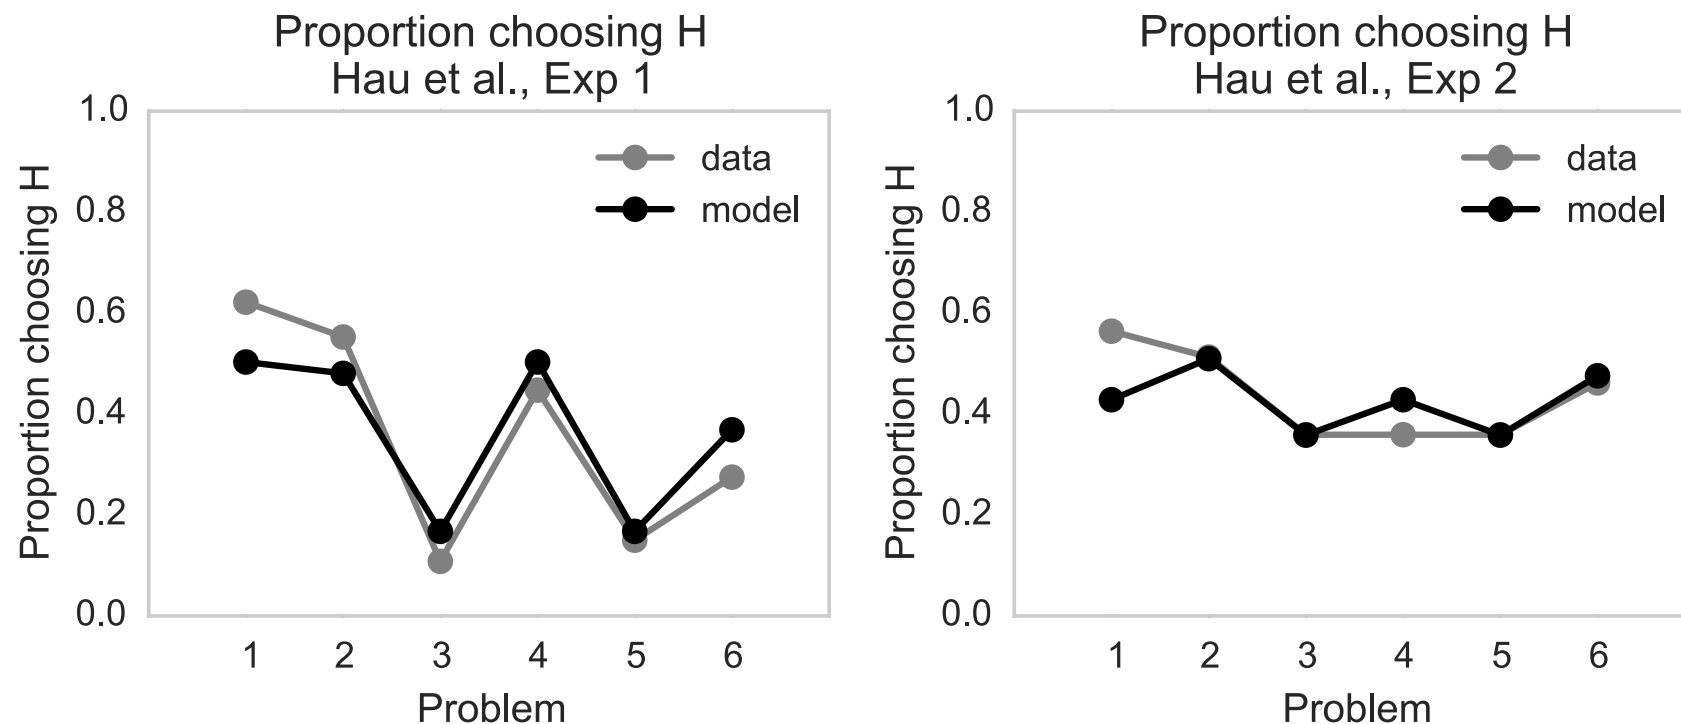 Proportion choosing H
Hau et al., Exp 1
Proportion choosing H
1.0
0.8
0.6
0.4
0.2
0.0
data
model
1 2 3 4 5 6
Problem
Proportion choosing H
Hau et al., Exp 2
Proportion choosing H
1.0
0.8
0.6
0.4
0.2
0.0
data
model
1 2 3 4 5 6
Problem